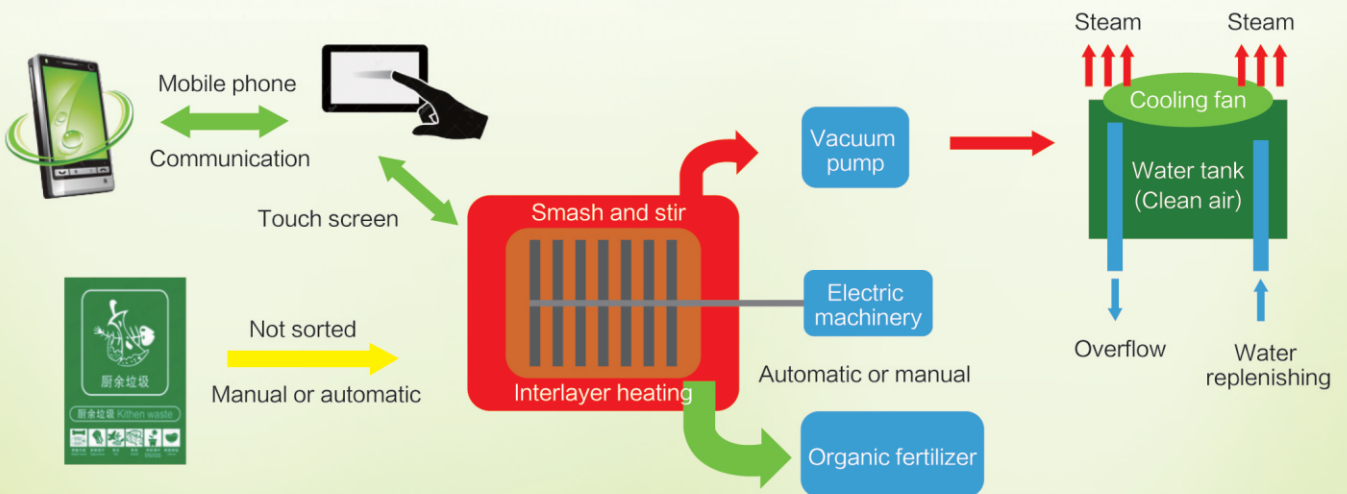 Steam
Steam
Mobile phone
Communication
Cooling fan
Vacuum
pump
Water tank
(Clean air)
Touch screen
Smash and stir
Electric
machinery
Interlayer heating
Automatic or manual
Organic fertilizer
Not sorted
Manual or automatic
厨余垃圾
厨余垃圾 Kithen waste
Overflow
Water
replenishing